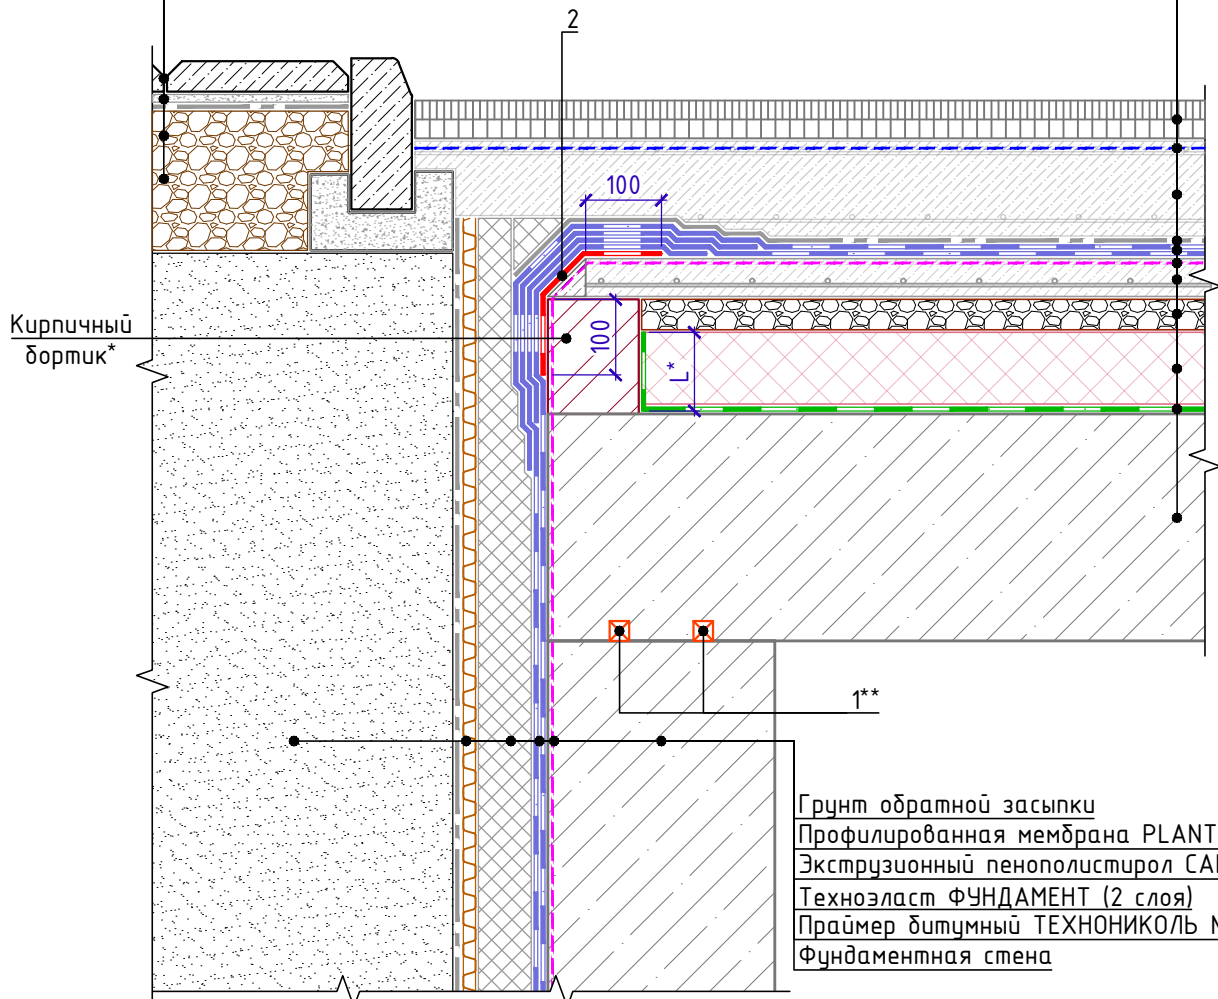 2
100
Кирпичный
бортик*
100
L*
1**
Грунт обратной засыпки
Профилированная мембрана PLANT
Экструзионный пенополистирол
Техноэласт ФУНДАМЕНТ (2 слоя)
Праймер битумный ТЕХНОНИКОЛЬ
Фундаментная стена